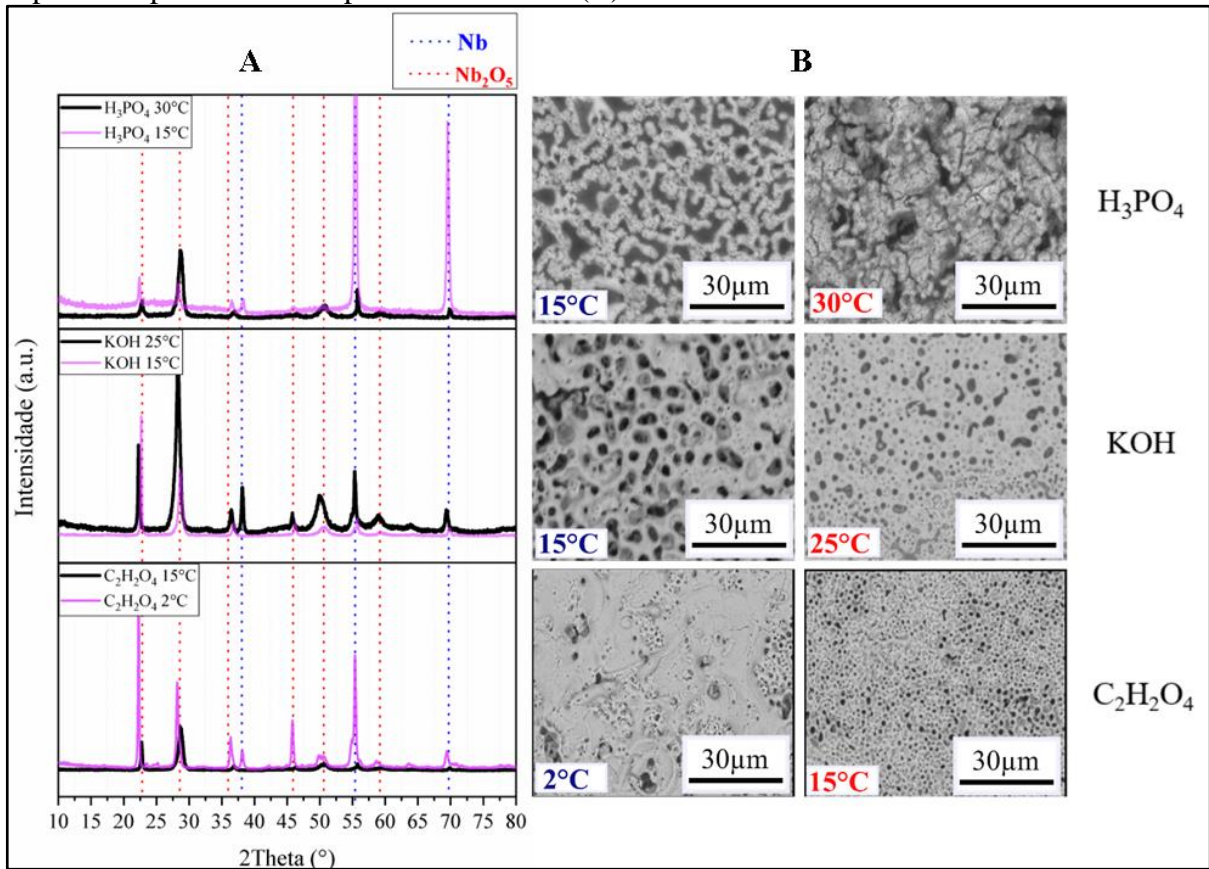 A
Nb
Nb₂O₅
B
H₃PO₄ 30°C
H₃PO₄ 15°C
KOH 25°C
KOH 15°C
C₂H₂O₄ 15°C
C₂H₂O₄ 2°C
Intensidade (a.u.)
10 15 20 25 30 35 40 45 50 55 60 65 70 75 80
2Theta (°)
30µm
15°C
30µm
30°C
H₃PO₄
30µm
15°C
30µm
25°C
KOH
30µm
2°C
30µm
15°C
C₂H₂O₄